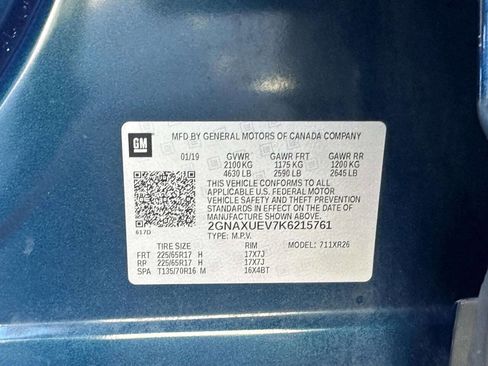 GM
MFD BY GENERAL MOTORS OF CANADA COMPANY
01/19 GVWR GAWR FRT GAWR RR
2100 KG 1175 KG 1200 KG
4630 LB 2590 LB 2645 LB
THIS VEHICLE CONFORMS TO ALL
APPLICABLE U.S. FEDERAL MOTOR
VEHICLE SAFETY AND THEFT PREVENTION
STANDARDS IN EFFECT ON THE DATE
OF MANUFACTURE SHOWN ABOVE.
617D
2GNAXUEV7K6215761
TYPE: M.P.V.
TIRE SIZE RIM MODEL: 711XR26
FRT 225/65R17 H 17X7J
RP 225/65R17 H 17X7J
SPA T135/70R16 M 16X4BT